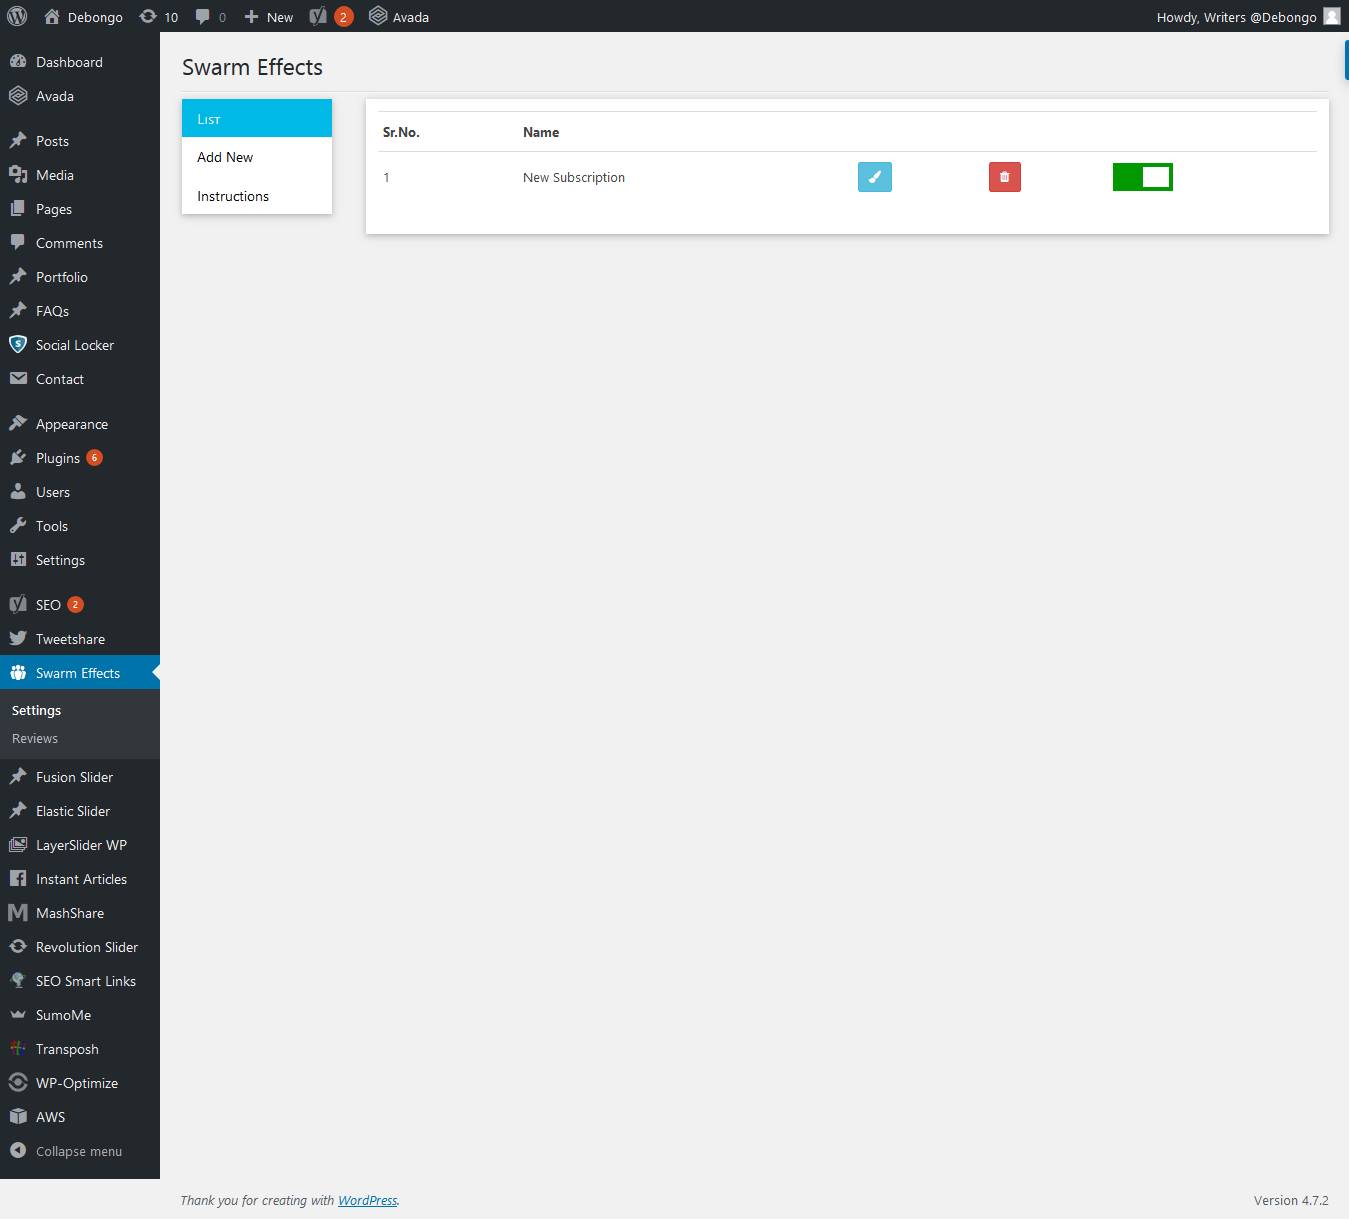 Debongo 10 0 New 2 Avada Howdy, Writers @Debongo
Dashboard
Avada
Posts
Media
Pages
Comments
Portfolio
FAQs
Social Locker
Contact
Appearance
Plugins 6
Users
Tools
Settings
SEO 2
Tweetshare
Swarm Effects
Settings
Reviews
Fusion Slider
Elastic Slider
LayerSlider WP
Instant Articles
MashShare
Revolution Slider
SEO Smart Links
SumoMe
Transposh
WP-Optimize
AWS
Collapse menu
Swarm Effects
List
Add New
Instructions
Sr.No. Name
1 New Subscription
Thank you for creating with WordPress. Version 4.7.2